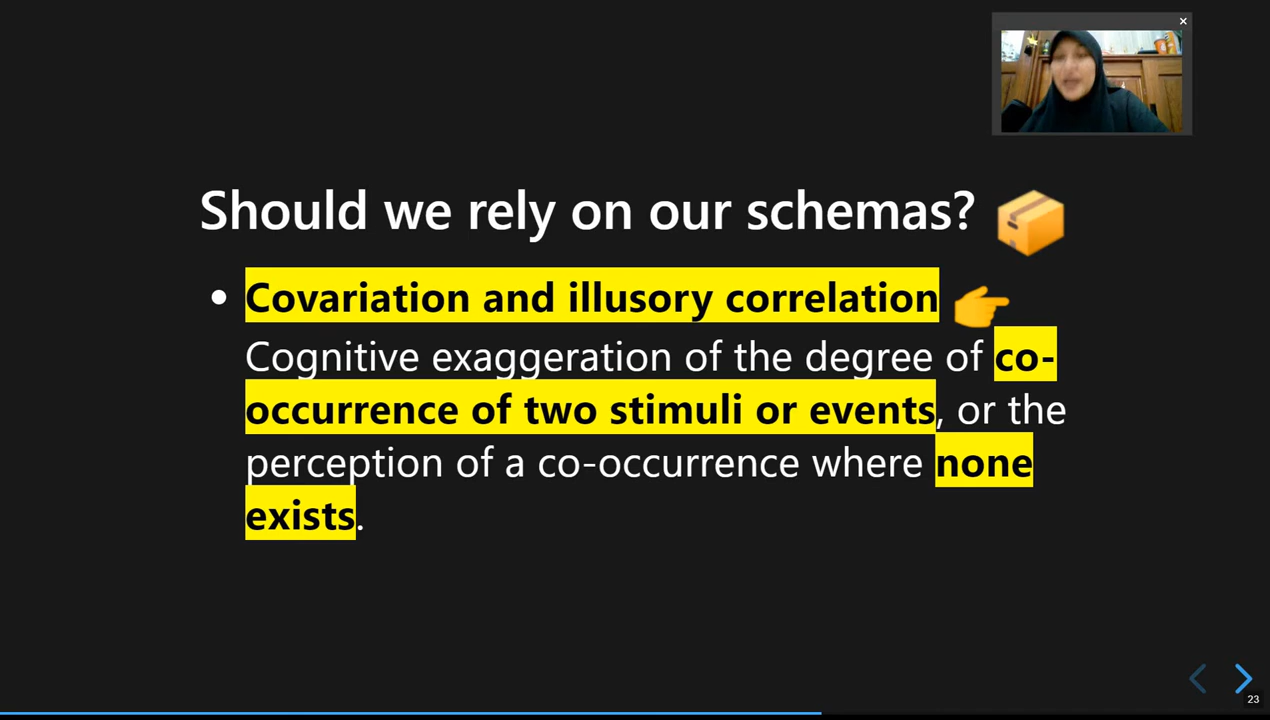 Should we rely on our schemas? 📦
• Covariation and illusory correlation 👉
Cognitive exaggeration of the degree of co-
occurrence of two stimuli or events, or the
perception of a co-occurrence where none
exists.
23